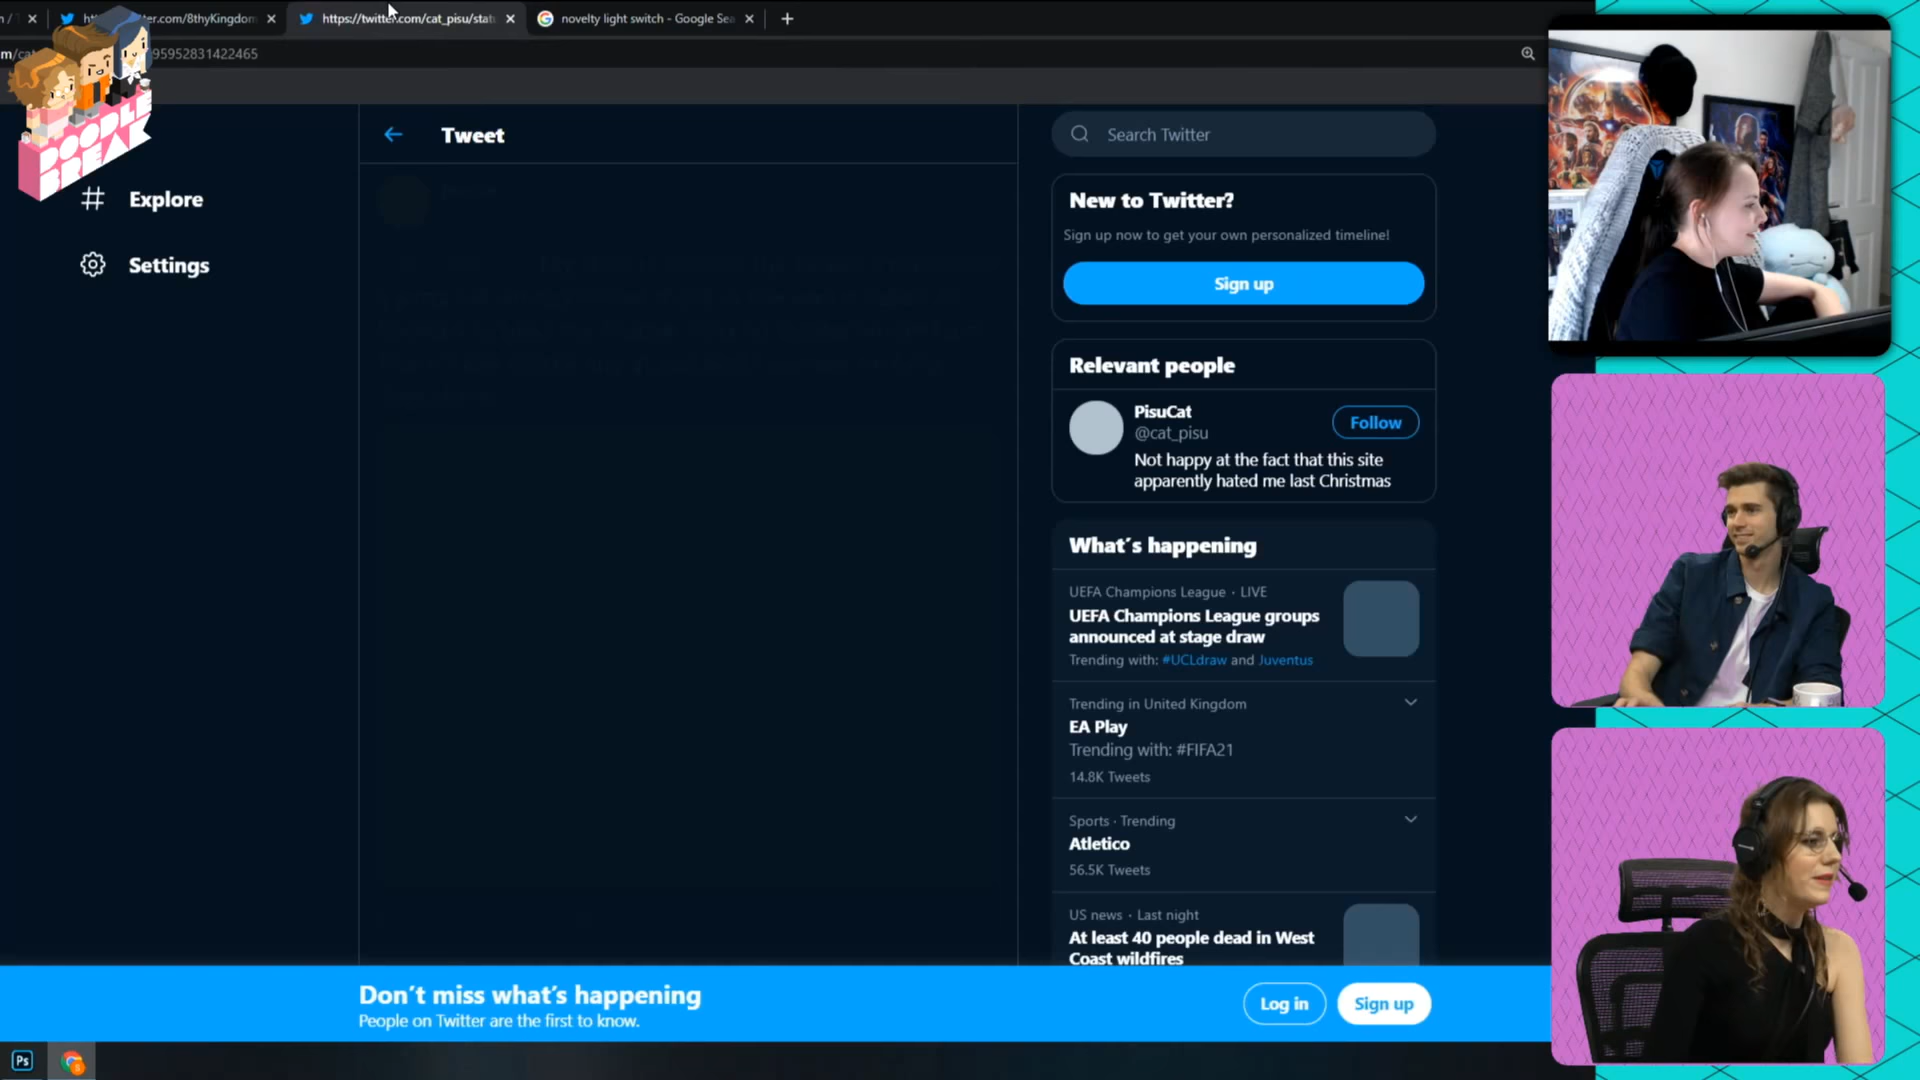 https://twitter.com/cat_pisu/stat
novelty light switch - Google Sea
95952831422465
DOODLE
BREAK
Tweet
Search Twitter
Explore
Settings
New to Twitter?
Sign up now to get your own personalized timeline!
Sign up
Relevant people
PisuCat
@cat_pisu
Follow
Not happy at the fact that this site
apparently hated me last Christmas
What's happening
UEFA Champions League · LIVE
UEFA Champions League groups
announced at stage draw
Trending with: #UCLdraw and Juventus
Trending in United Kingdom
EA Play
Trending with: #FIFA21
14.8K Tweets
Sports · Trending
Atletico
56.5K Tweets
US news · Last night
At least 40 people dead in West
Coast wildfires
Don't miss what's happening
People on Twitter are the first to know.
Log in
Sign up
Ps